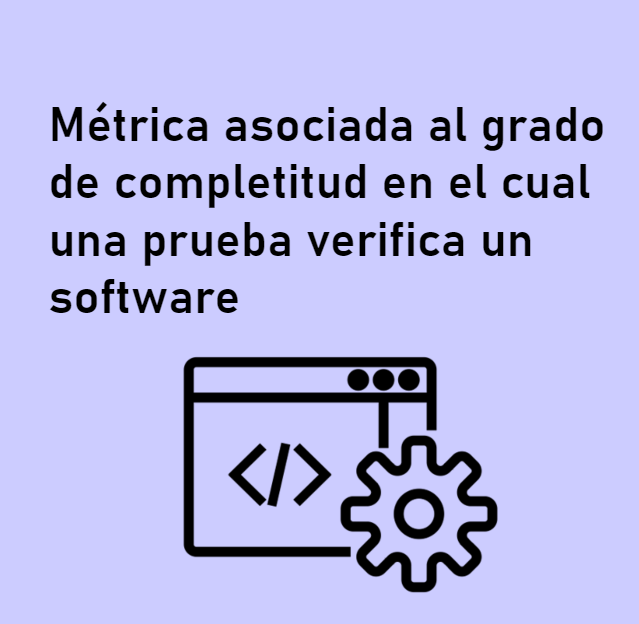 Métrica asociada al grado
de completitud en el cual
una prueba verifica un
software
</>